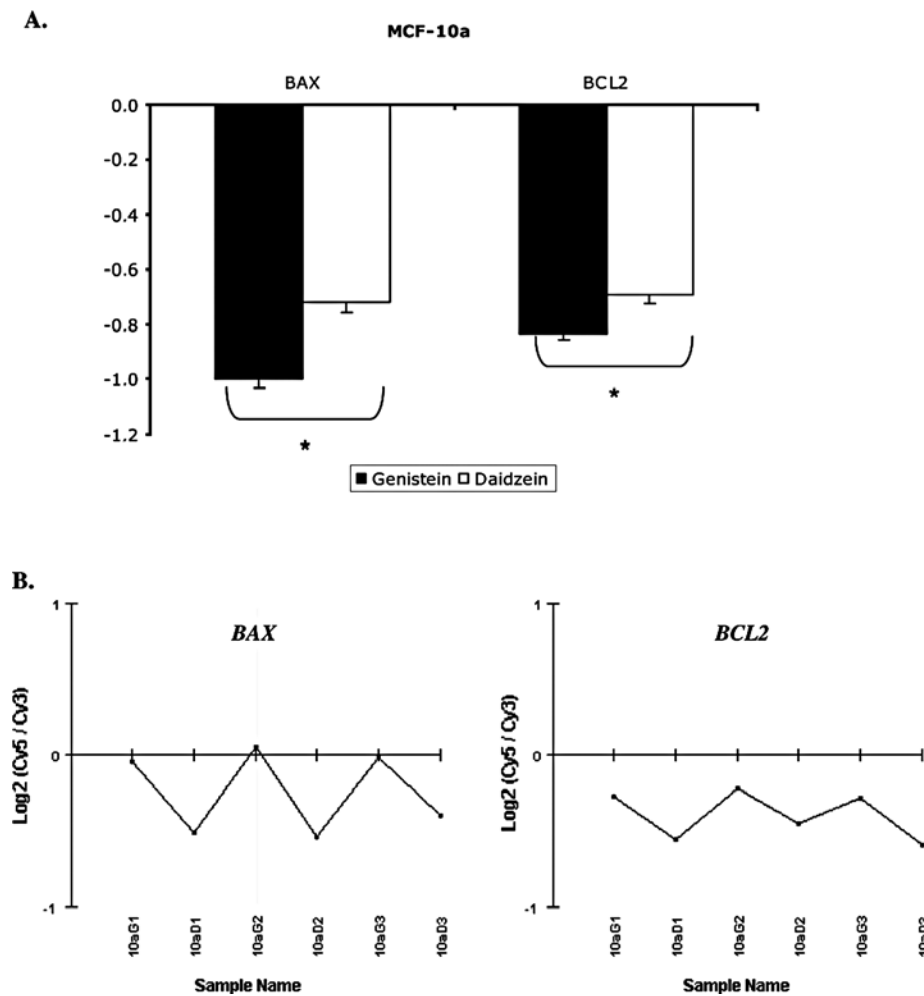 A.
MCF-10a
BAX BCL2
0.0
-0.2
-0.4
-0.6
-0.8
-1.0
-1.2
*
*
Genistein Daidzein
B.
1
0
-1
Log2 (Cy5 / Cy3)
BAX
10aG1
10aD1
10aG2
10aD2
10aG3
10aD3
Sample Name
1
0
-1
Log2 (Cy5 / Cy3)
BCL2
10aG1
10aD1
10aG2
10aD2
10aG3
10aD3
Sample Name